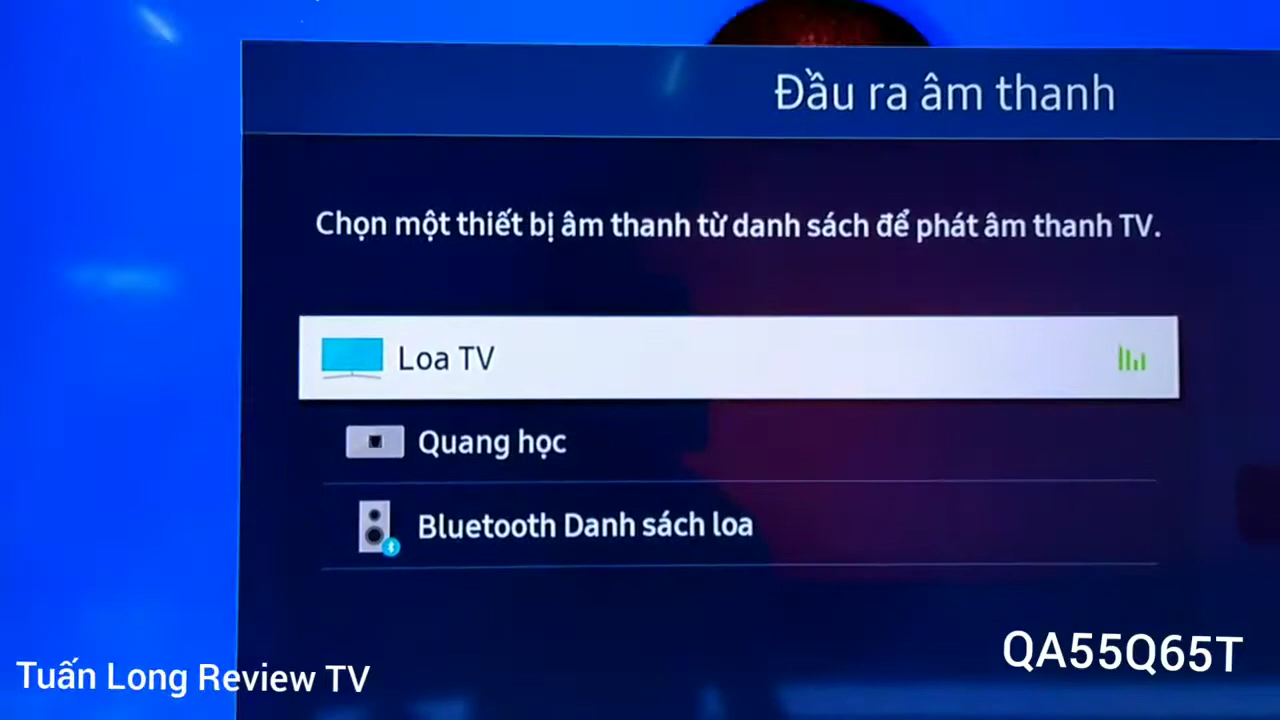 Đầu ra âm thanh
Chọn một thiết bị âm thanh từ danh sách để phát âm thanh TV.
Loa TV
Quang học
Bluetooth Danh sách loa
QA55Q65T
Tuấn Long Review TV